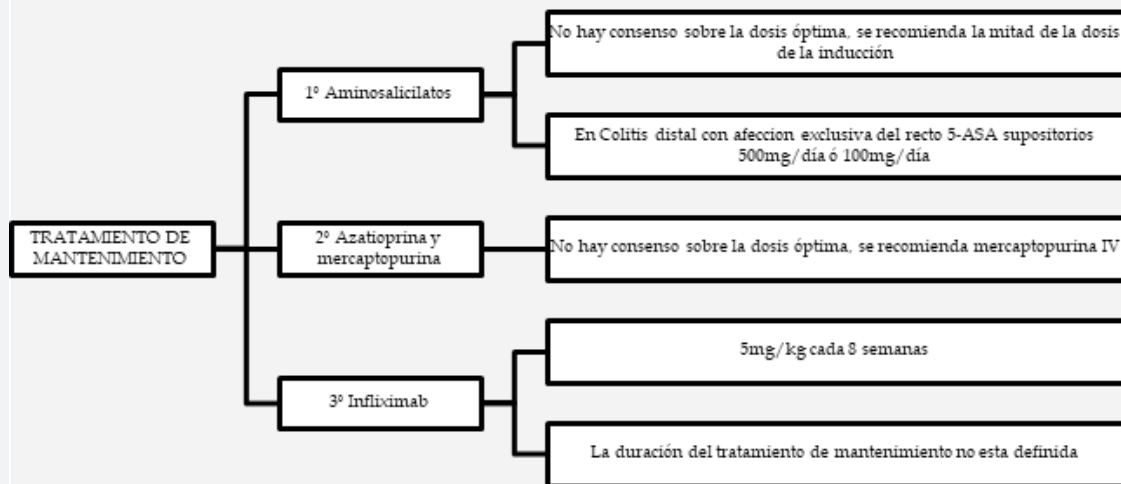 No hay consenso sobre la dosis óptima, se recomienda la mitad de la dosis
de la inducción
1º Aminosalicilatos
En Colitis distal con afeccion exclusiva del recto 5-ASA supositorios
500mg/día ó 100mg/día
TRATAMIENTO DE
MANTENIMIENTO
2º Azatioprina y
mercaptopurina
No hay consenso sobre la dosis óptima, se recomienda mercaptopurina IV
5mg/kg cada 8 semanas
3º Infliximab
La duración del tratamiento de mantenimiento no esta definida